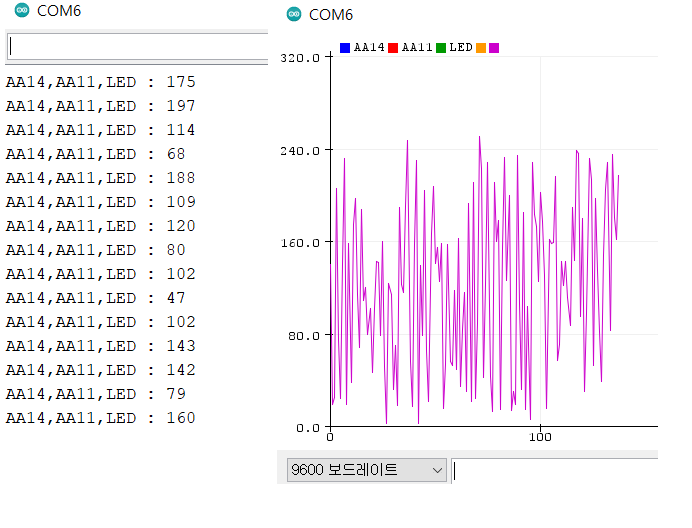 COM6
AA14,AA11,LED : 175
AA14,AA11,LED : 197
AA14,AA11,LED : 114
AA14,AA11,LED : 68
AA14,AA11,LED : 188
AA14,AA11,LED : 109
AA14,AA11,LED : 120
AA14,AA11,LED : 80
AA14,AA11,LED : 102
AA14,AA11,LED : 47
AA14,AA11,LED : 102
AA14,AA11,LED : 143
AA14,AA11,LED : 142
AA14,AA11,LED : 79
AA14,AA11,LED : 160
COM6
AA14 AA11 LED
320.0
240.0
160.0
80.0
0.0
0 100
9600 보드레이트